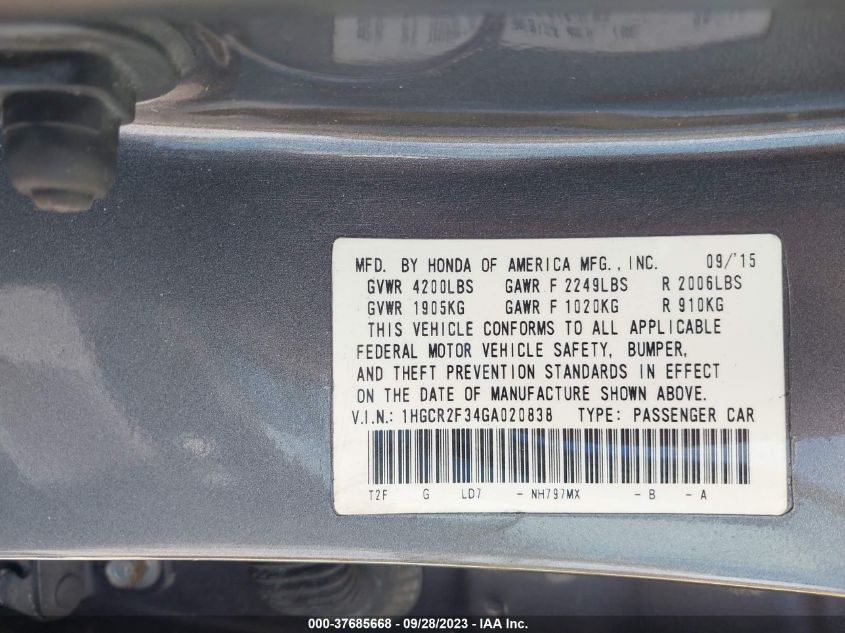 MFD. BY HONDA OF AMERICA MFG., INC. 09/'15
GVWR 4200LBS GAWR F 2249LBS R 2006LBS
GVWR 1905KG GAWR F 1020KG R 910KG
THIS VEHICLE CONFORMS TO ALL APPLICABLE
FEDERAL MOTOR VEHICLE SAFETY, BUMPER,
AND THEFT PREVENTION STANDARDS IN EFFECT
ON THE DATE OF MANUFACTURE SHOWN ABOVE.
V.I.N.: 1HGCR2F34GA020838 TYPE: PASSENGER CAR
T2F G LD7 - NH797MX - B - A
000-37685668 - 09/28/2023 - IAA Inc.